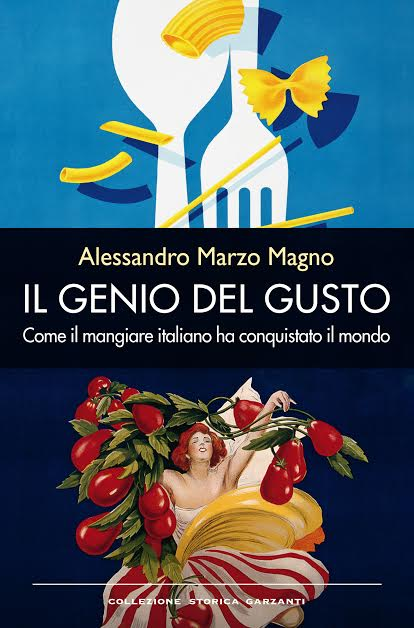 Alessandro Marzo Magno
IL GENIO DEL GUSTO
Come il mangiare italiano ha conquistato il mondo
COLLEZIONE STORICA GARZANTI